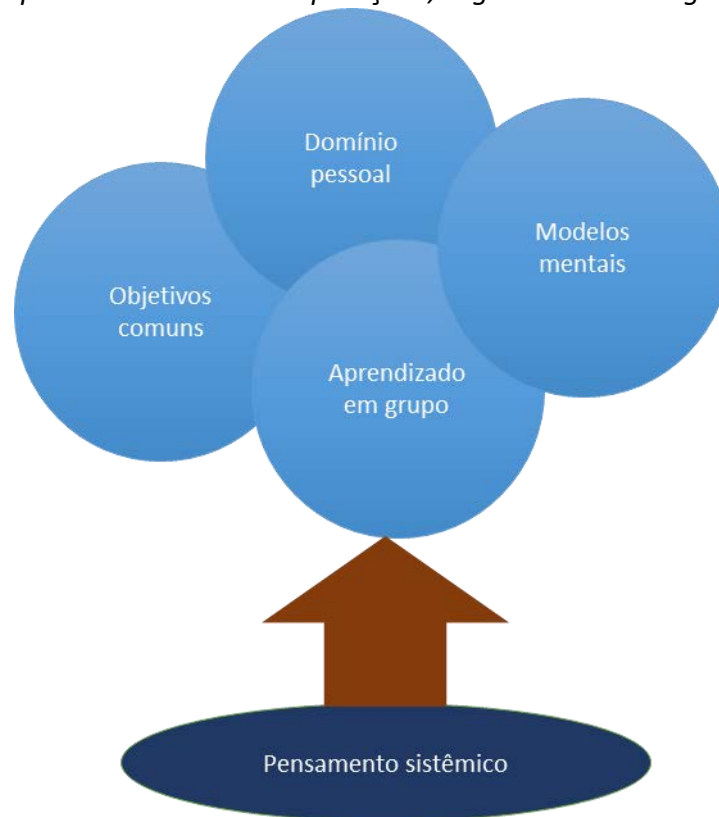 Domínio
pessoal
Modelos
mentais
Objetivos
comuns
Aprendizado
em grupo
Pensamento sistêmico